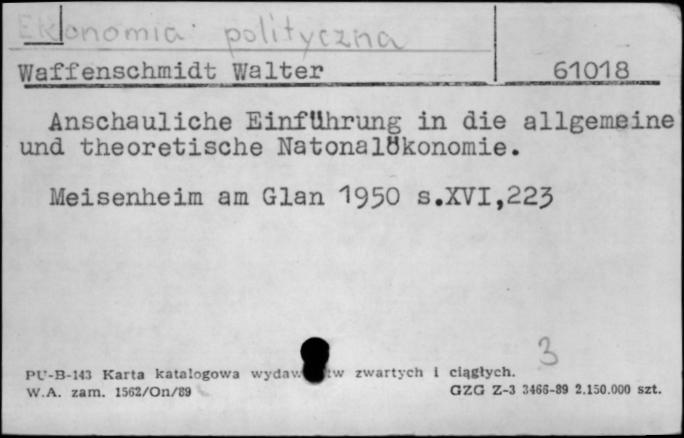 Ekonomia polityczna
Waffenschmidt Walter 61018
Anschauliche Einführung in die allgemeine
und theoretische Natonalökonomie.
Meisenheim am Glan 1950 s.XVI,223
3
PU-B-143 Karta katalogowa zwartych i ciągłych.
W.A. zam. 1562/On/89 GZG Z-3 3466-89 2.150.000 szt.